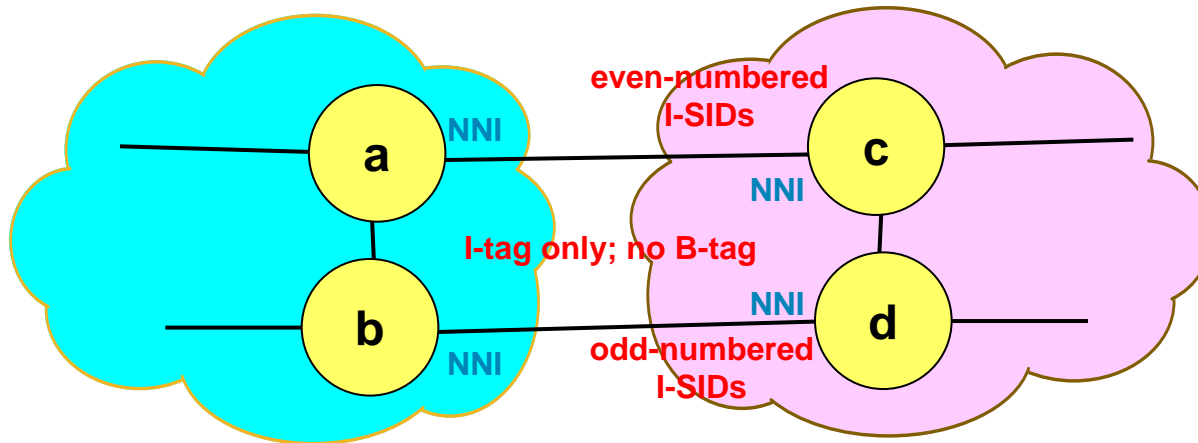 even-numbered
I-SIDs
NNI
a
c
NNI
I-tag only; no B-tag
NNI
b
d
odd-numbered
NNI
I-SIDs